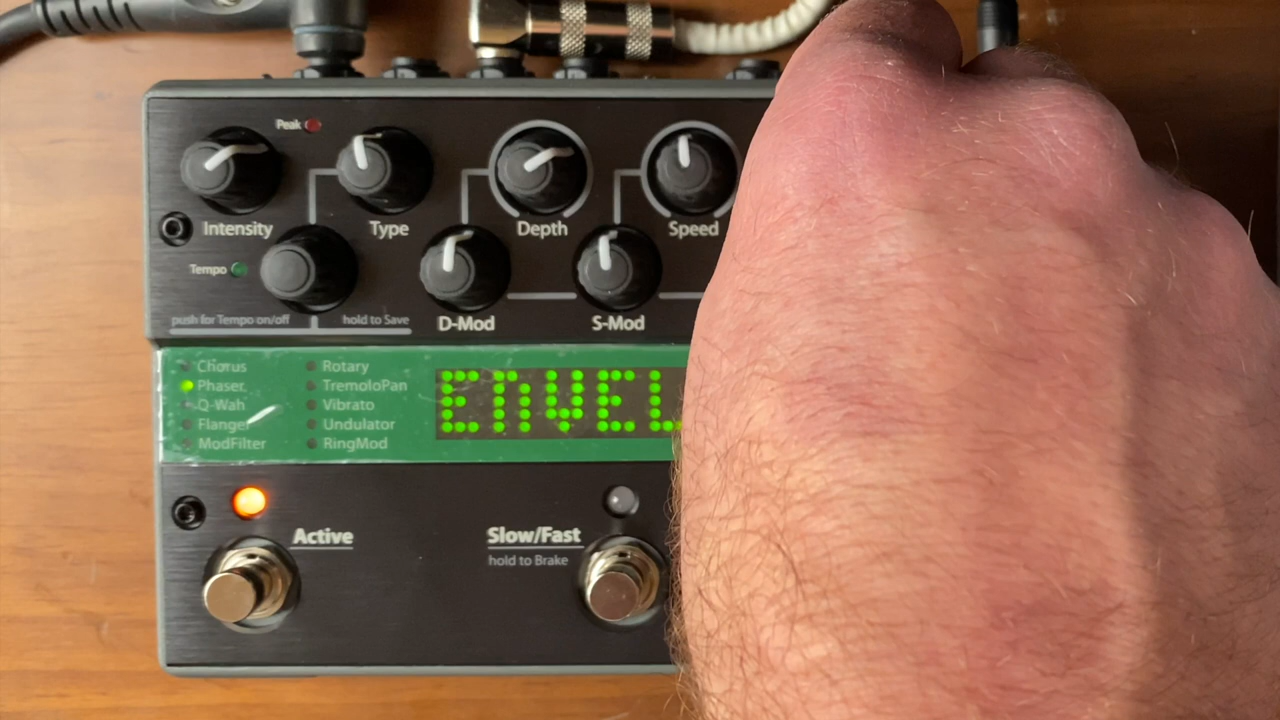 Peak
Intensity
Type
Depth
Speed
Tempo
push for Tempo on/off
hold to Save
D-Mod
S-Mod
Chorus
Phaser
Q-Wah
Flanger
ModFilter
Rotary
TremoloPan
Vibrato
Undulator
RingMod
ENVEL
Active
Slow/Fast
hold to Brake